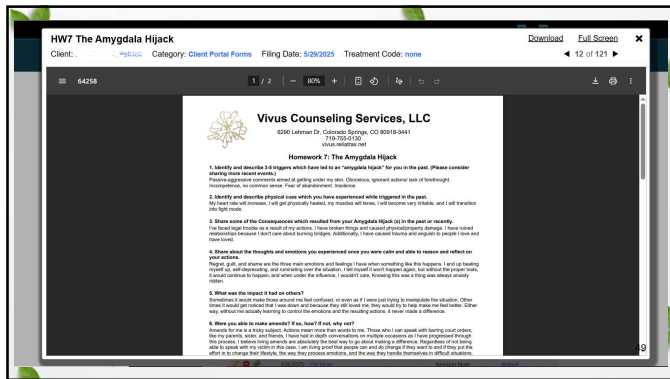 HW7 The Amygdala Hijack
Download Full Screen ×
Client: Patrick Category: Client Portal Forms Filing Date: 5/29/2025 Treatment Code: none
◀ 12 of 121 ▶
64258 1 / 2 − 80% +
Vivus Counseling Services, LLC
6290 Lehman Dr, Colorado Springs, CO 80918-3441
719-755-0130
vivus.reliatrax.net
Homework 7: The Amygdala Hijack
1. Identify and describe 3-5 triggers which have led to an "amygdala hijack" for you in the past. (Please consider
sharing more recent events.)
Passive-aggressive comments aimed at getting under my skin. Obnoxious, ignorant actions/ lack of forethought.
Incompetence, no common sense. Fear of abandonment. Insolence.
2. Identify and describe physical cues which you have experienced while triggered in the past.
My heart rate will increase, I will get physically heated, my muscles will tense, I will become very irritable, and I will transition
into fight mode.
3. Share some of the Consequences which resulted from your Amygdala Hijack (s) in the past or recently.
I've faced legal trouble as a result of my actions. I have broken things and caused physical/property damage. I have ruined
relationships because I don't care about burning bridges. Additionally, I have caused trauma and anguish to people I love and
have loved.
4. Share about the thoughts and emotions you experienced once you were calm and able to reason and reflect on
your actions.
Regret, guilt, and shame are the three main emotions and feelings I have when something like this happens. I end up beating
myself up, self-deprecating, and ruminating over the situation. I tell myself it won't happen again, but without the proper tools,
it would continue to happen, and when under the influence, I wouldn't care. Knowing this was a thing was always anxiety
ridden.
5. What was the impact it had on others?
Sometimes it would make those around me feel confused, or even as if I were just trying to manipulate the situation. Other
times it would get noticed that I was down and because they still loved me, they would try to help make me feel better. Either
way, without me actually learning to control the emotions and the resulting actions, it never made a difference.
6. Were you able to make amends? If so, how? If not, why not?
Amends for me is a tricky subject. Actions mean more than words to me. Those who I can speak with barring court orders,
like my parents, sister, and friends, I have had in depth conversations on multiple occasions as I have progressed through
this process. I believe living amends are absolutely the best way to go about making a difference. Regardless of not being
able to speak with my victim in this case, I am living proof that people can and do change if they want to and if they put the
effort in to change their lifestyle, the way they process emotions, and the way they handle themselves in difficult situations.
49